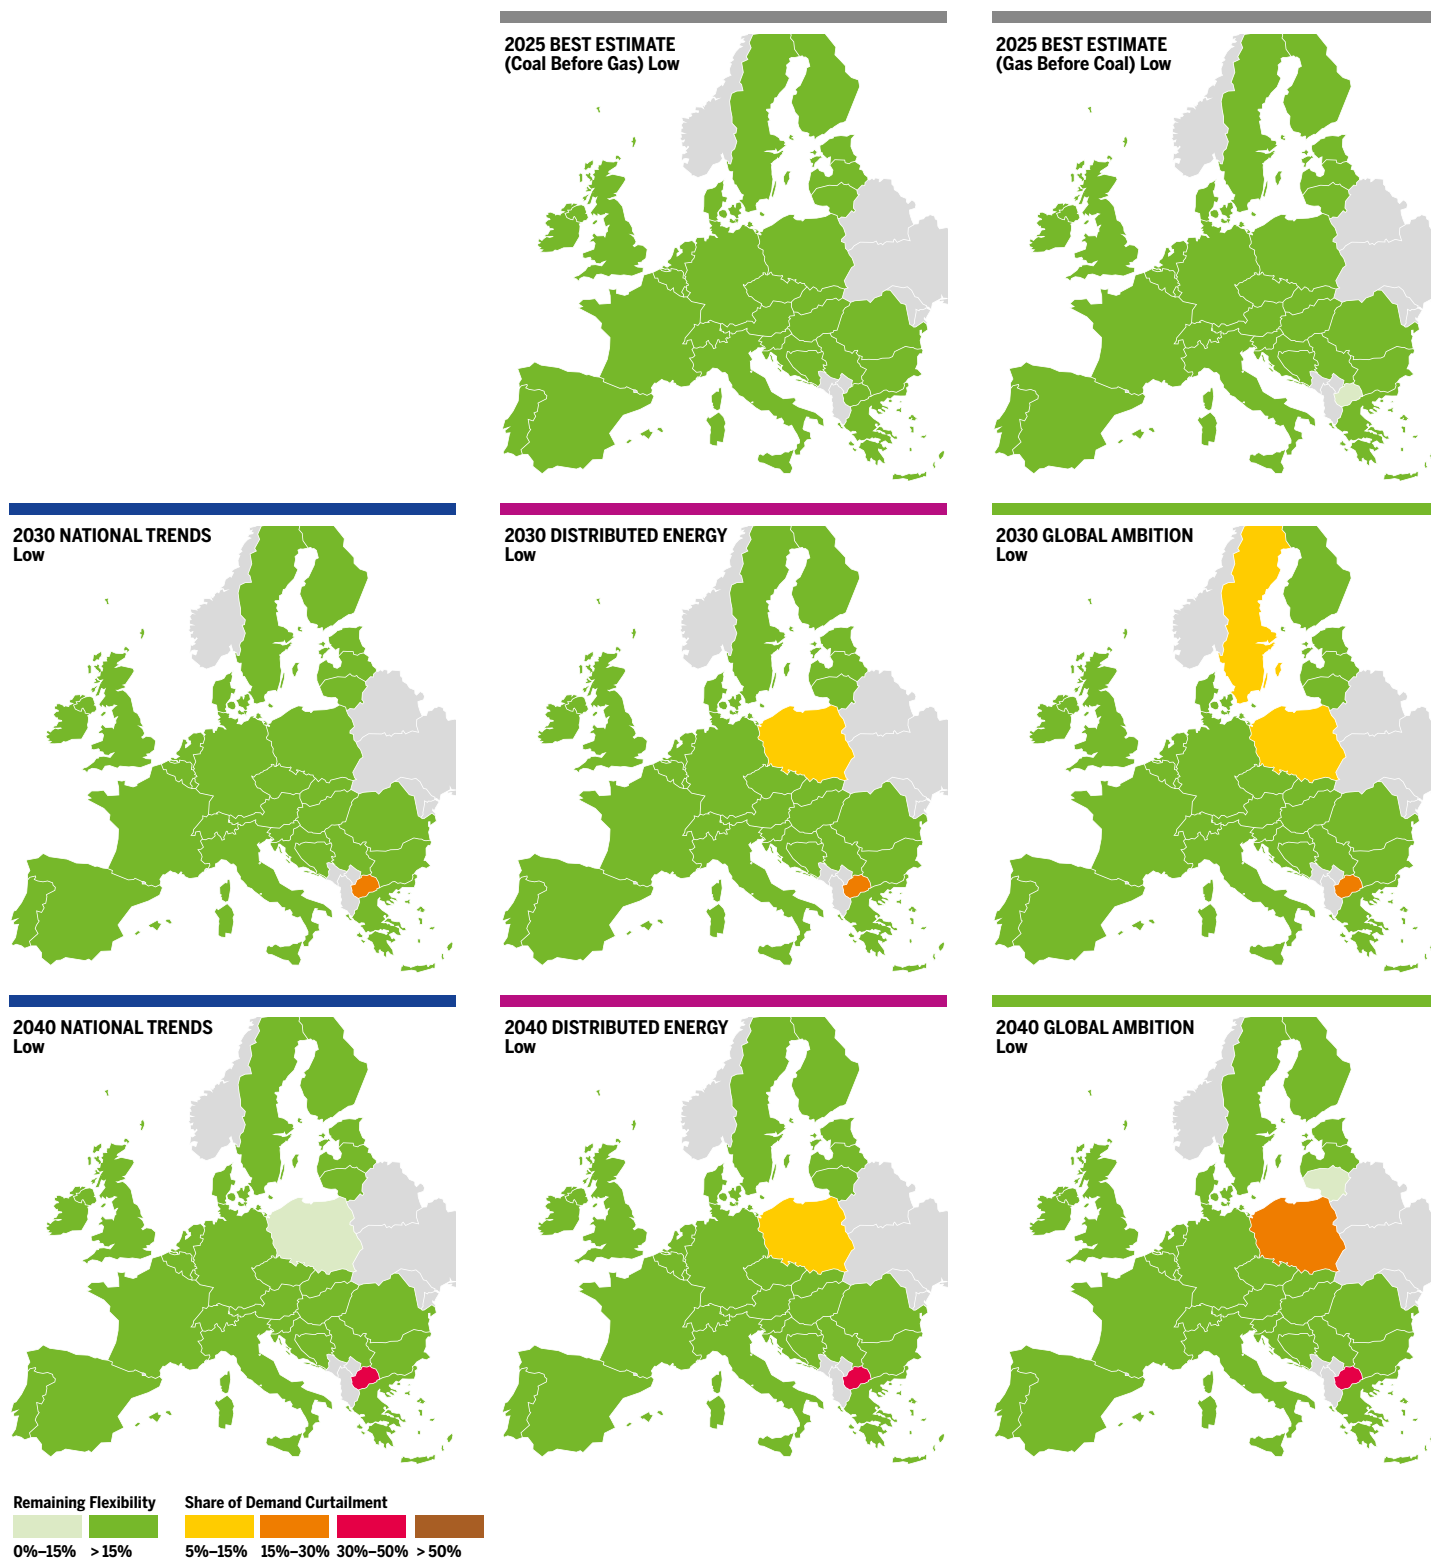 2025 BEST ESTIMATE
(Coal Before Gas) Low
2025 BEST ESTIMATE
(Gas Before Coal) Low
2030 NATIONAL TRENDS
Low
2030 DISTRIBUTED ENERGY
Low
2030 GLOBAL AMBITION
Low
2040 NATIONAL TRENDS
Low
2040 DISTRIBUTED ENERGY
Low
2040 GLOBAL AMBITION
Low
Remaining Flexibility
0%–15% > 15%
Share of Demand Curtailment
5%–15% 15%–30% 30%–50% > 50%